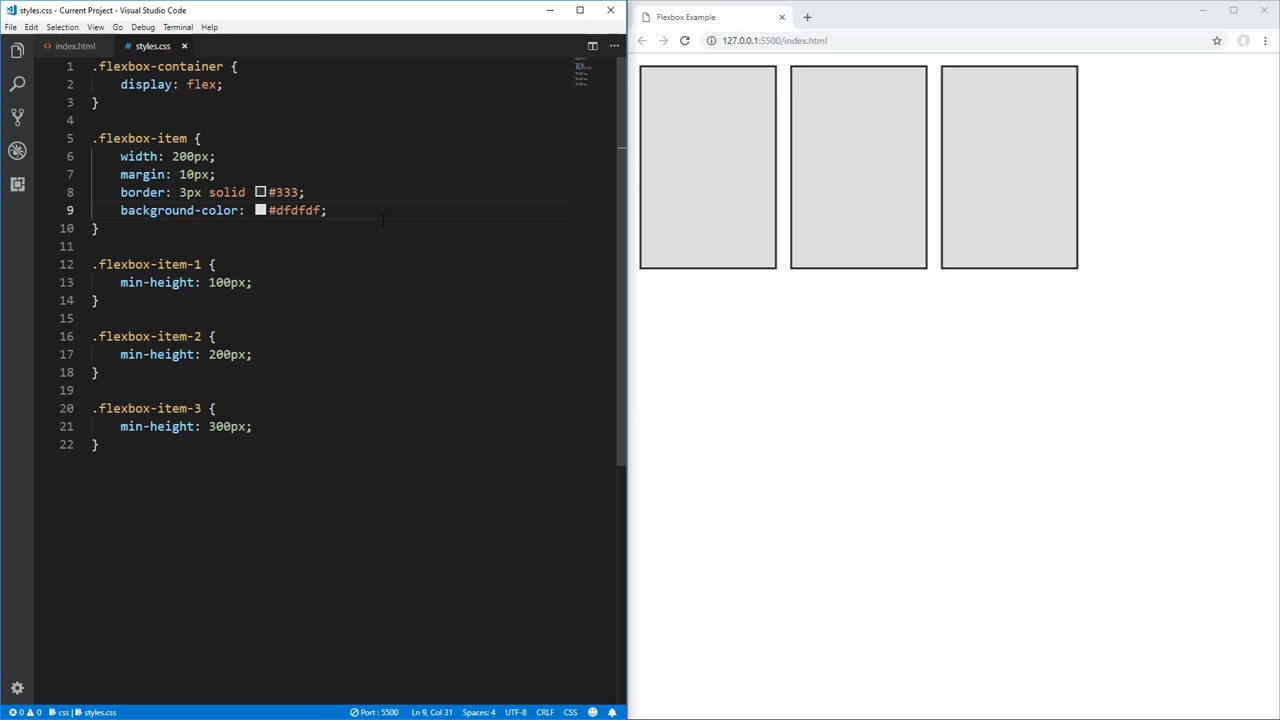 styles.css - Current Project - Visual Studio Code
File Edit Selection View Go Debug Terminal Help
index.html
styles.css
1 .flexbox-container {
2 display: flex;
3 }
4
5 .flexbox-item {
6 width: 200px;
7 margin: 10px;
8 border: 3px solid #333;
9 background-color: #dfdfdf;
10 }
11
12 .flexbox-item-1 {
13 min-height: 100px;
14 }
15
16 .flexbox-item-2 {
17 min-height: 200px;
18 }
19
20 .flexbox-item-3 {
21 min-height: 300px;
22 }
0 0 css | styles.css Port : 5500 Ln 9, Col 31 Spaces: 4 UTF-8 CRLF CSS
Flexbox Example
127.0.0.1:5500/index.html